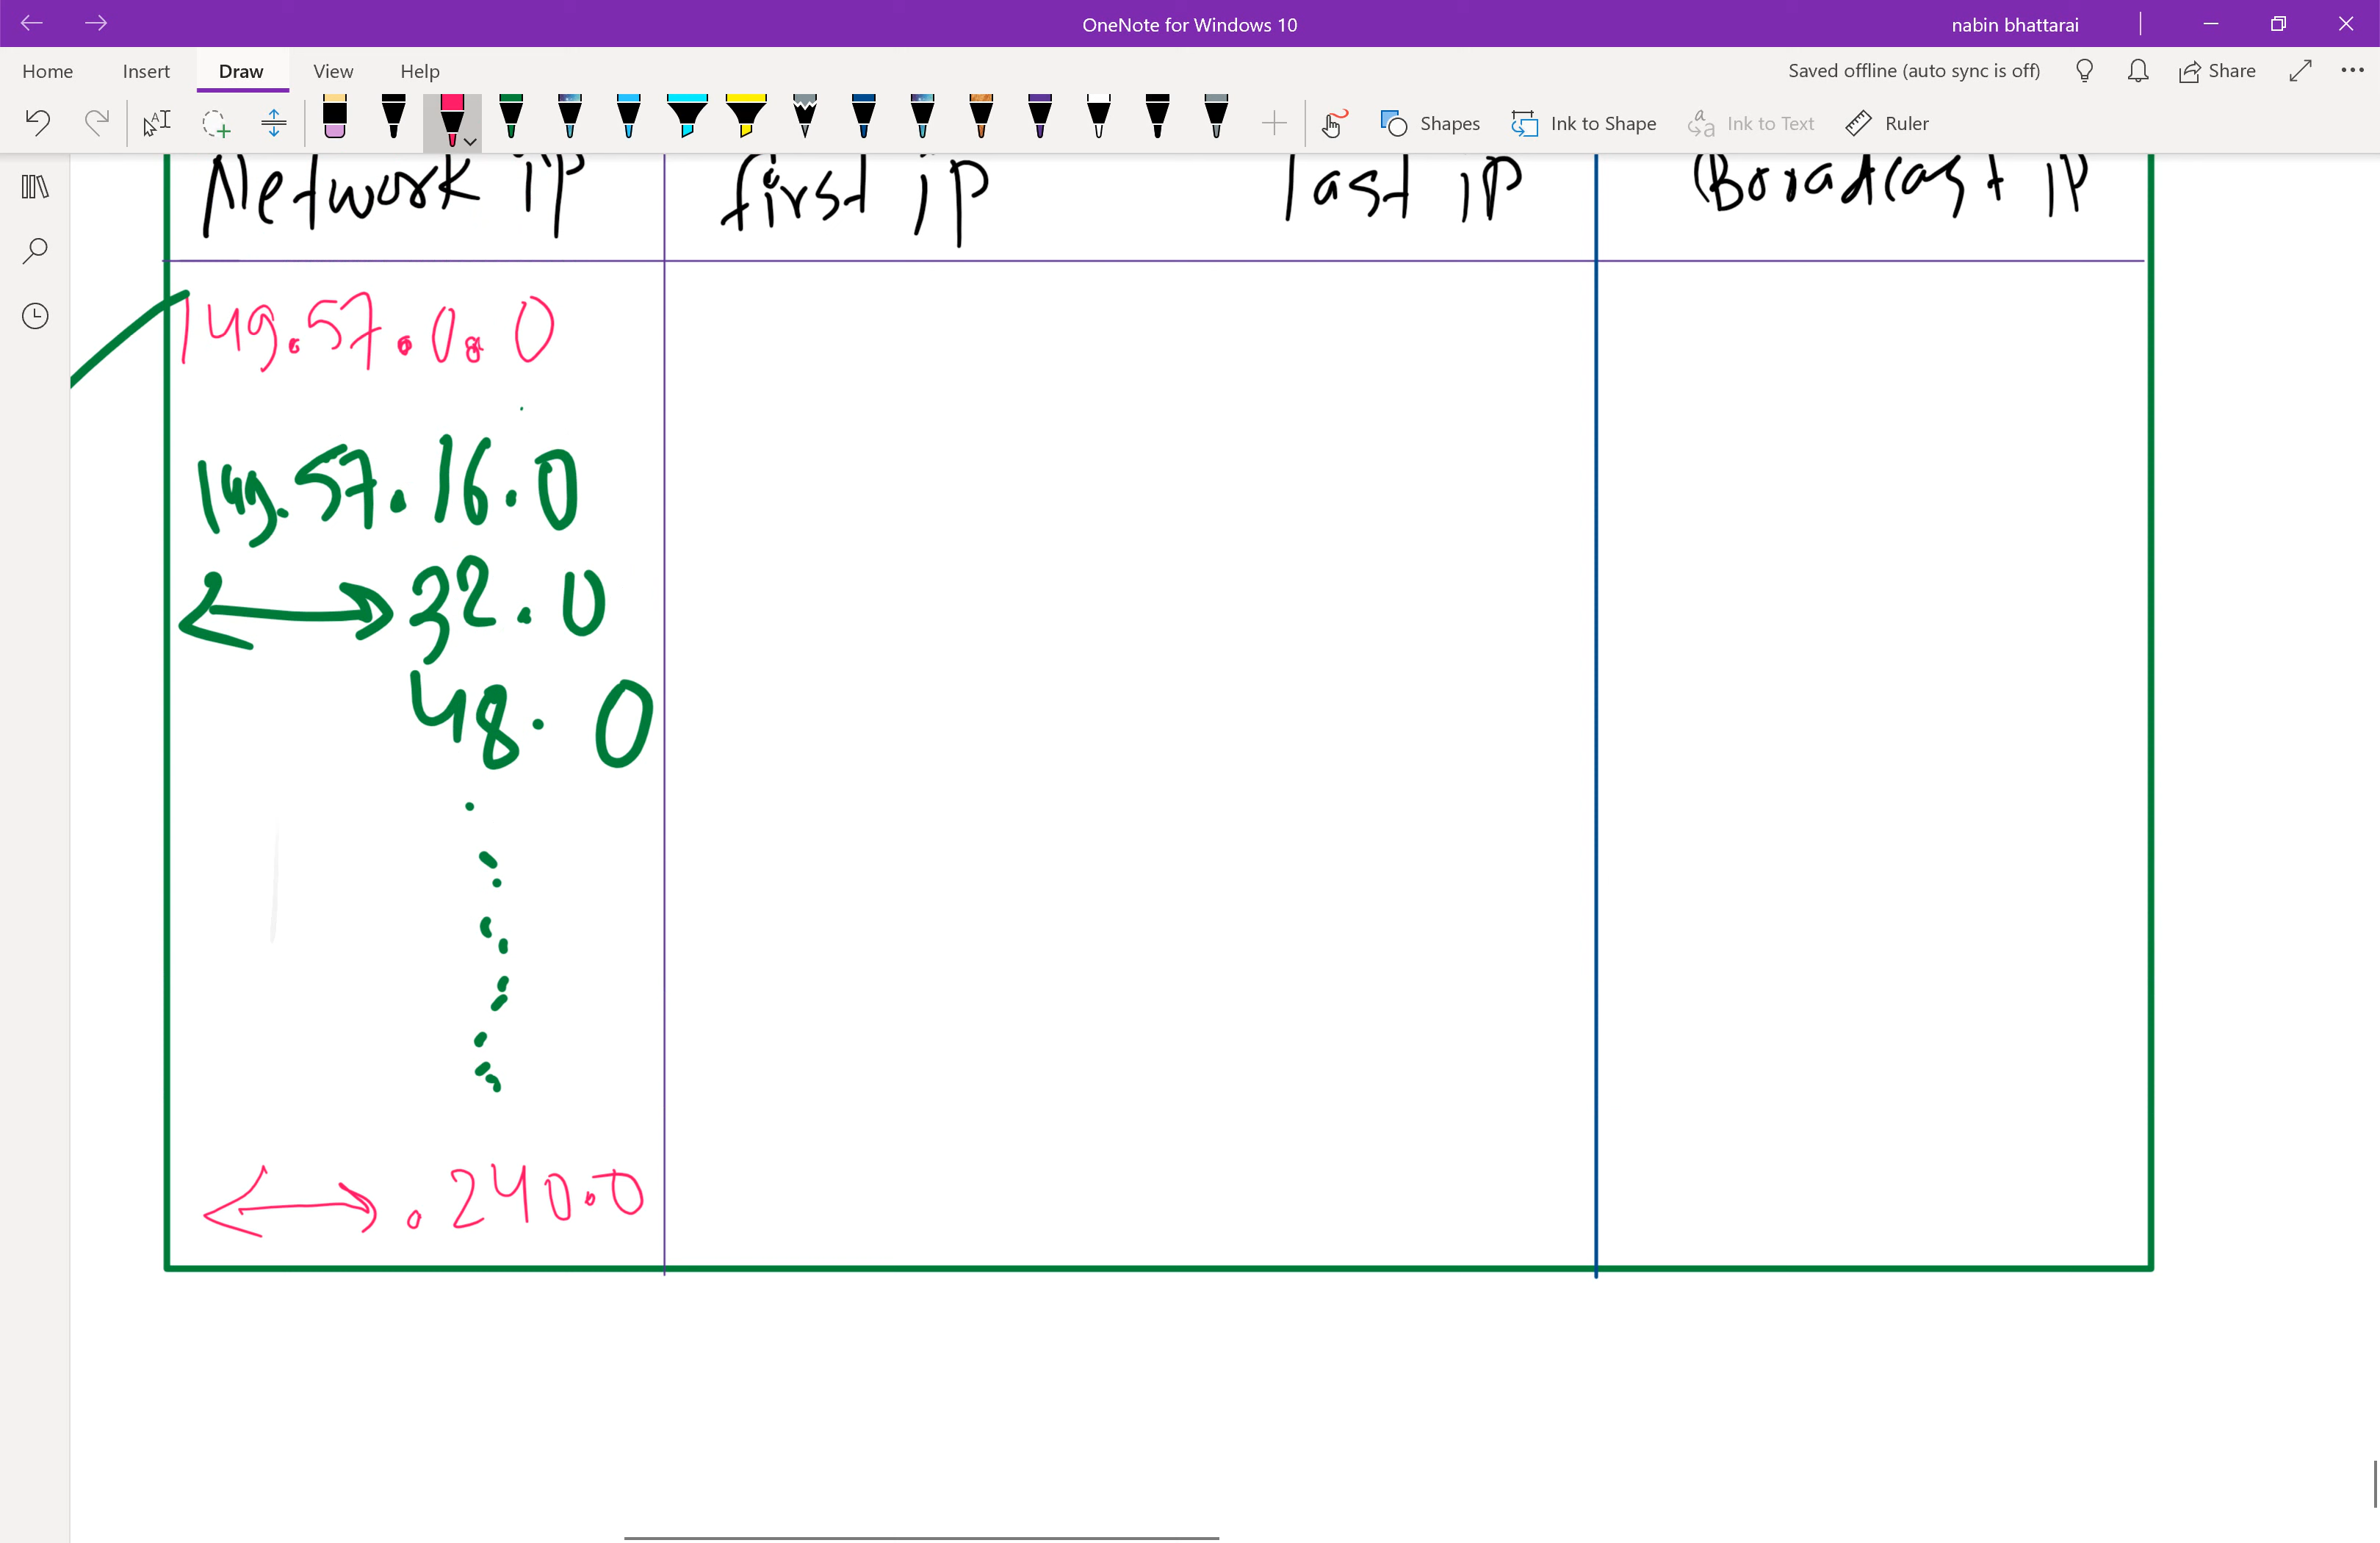 OneNote for Windows 10
nabin bhattarai
Home Insert Draw View Help
Saved offline (auto sync is off)
Share
Shapes
Ink to Shape
Ink to Text
Ruler
Network ip first ip last ip Boradcast ip
149.57.0.0
149.57.16.0
32.0
48.0
.240.0